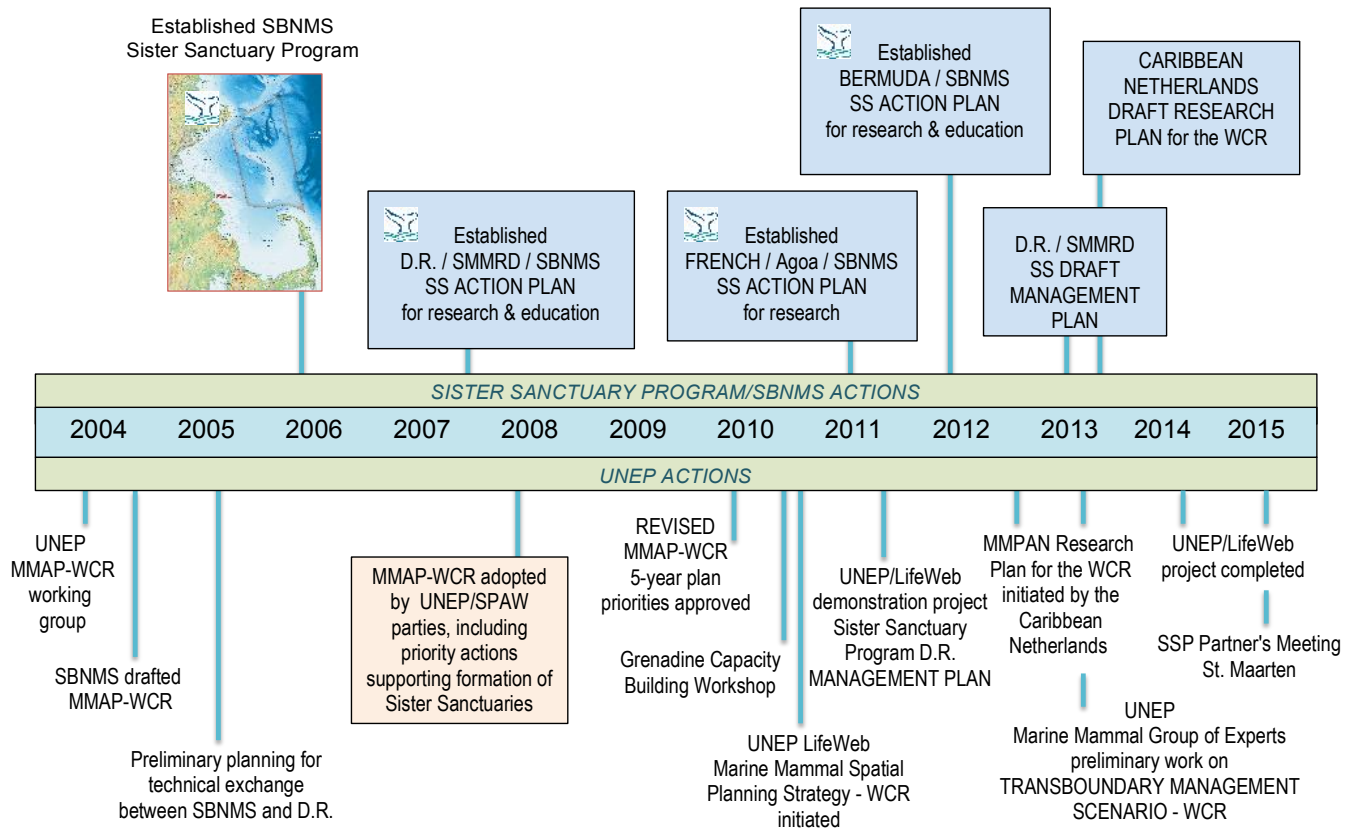 Established SBNMS
Sister Sanctuary Program
Established
D.R. / SMMRD / SBNMS
SS ACTION PLAN
for research & education
Established
FRENCH / Agoa / SBNMS
SS ACTION PLAN
for research
Established
BERMUDA / SBNMS
SS ACTION PLAN
for research & education
D.R. / SMMRD
SS DRAFT
MANAGEMENT
PLAN
CARIBBEAN
NETHERLANDS
DRAFT RESEARCH
PLAN for the WCR
SISTER SANCTUARY PROGRAM/SBNMS ACTIONS
2004 2005 2006 2007 2008 2009 2010 2011 2012 2013 2014 2015
UNEP ACTIONS
UNEP
MMAP-WCR
working
group
SBNMS drafted
MMAP-WCR
Preliminary planning for
technical exchange
between SBNMS and D.R.
MMAP-WCR adopted
by UNEP/SPAW
parties, including
priority actions
supporting formation of
Sister Sanctuaries
REVISED
MMAP-WCR
5-year plan
priorities approved
Grenadine Capacity
Building Workshop
UNEP LifeWeb
Marine Mammal Spatial
Planning Strategy - WCR
initiated
UNEP/LifeWeb
demonstration project
Sister Sanctuary
Program D.R.
MANAGEMENT PLAN
MMPAN Research
Plan for the WCR
initiated by the
Caribbean
Netherlands
UNEP
Marine Mammal Group of Experts
preliminary work on
TRANSBOUNDARY MANAGEMENT
SCENARIO - WCR
UNEP/LifeWeb
project completed
SSP Partner's Meeting
St. Maarten